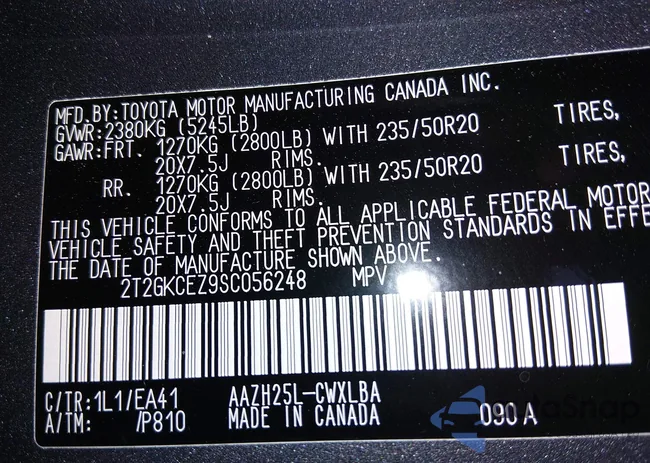 MFD.BY:TOYOTA MOTOR MANUFACTURING CANADA INC.
GVWR:2380KG (5245LB)
GAWR:FRT. 1270KG (2800LB) WITH 235/50R20 TIRES,
20X7.5J RIMS.
RR. 1270KG (2800LB) WITH 235/50R20 TIRES,
20X7.5J RIMS.
THIS VEHICLE CONFORMS TO ALL APPLICABLE FEDERAL MOTOR
VEHICLE SAFETY AND THEFT PREVENTION STANDARDS IN EFFE
THE DATE OF MANUFACTURE SHOWN ABOVE.
2T2GKCEZ9SC056248 MPV
C/TR:1L1/EA41 AAZH25L-CWXLBA
A/TM: /P810 MADE IN CANADA 090A
AutoSnap